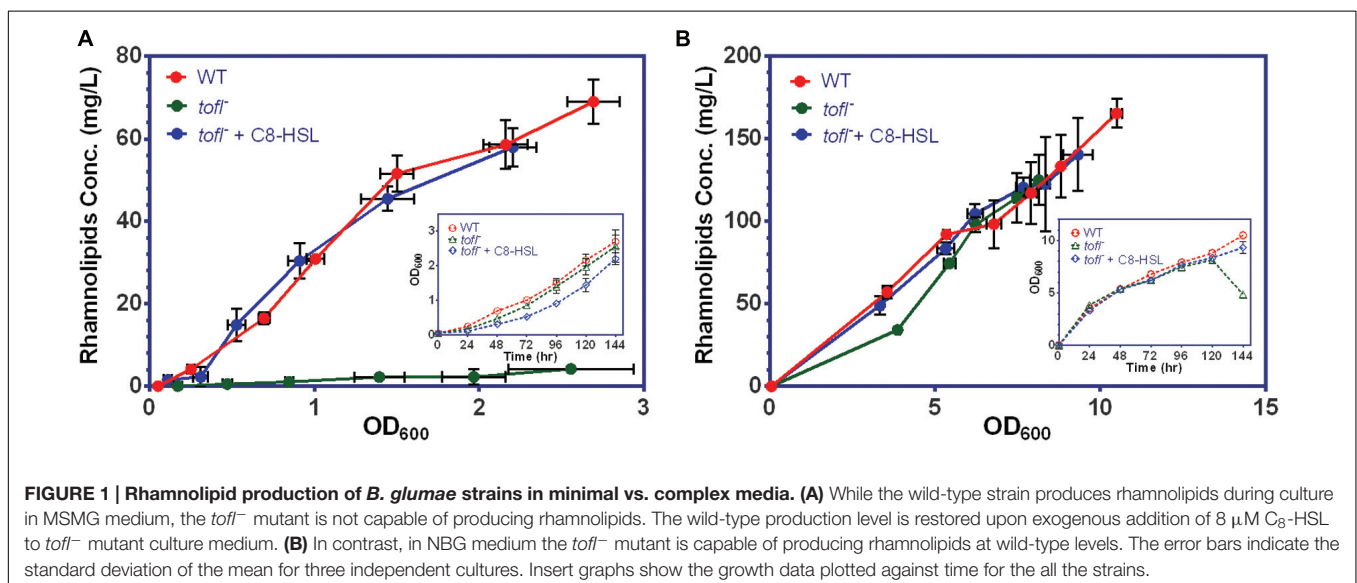 A
B
80
60
40
20
0
Rhamnolipids Conc. (mg/L)
WT
tofI⁻
tofI⁻ + C8-HSL
0
1
2
3
OD₆₀₀
3
2
1
0
OD₆₀₀
WT
tofI⁻
tofI⁻ + C8-HSL
0 24 48 72 96 120 144
Time (hr)
200
150
100
50
0
Rhamnolipids Conc. (mg/L)
WT
tofI⁻
tofI⁻ + C8-HSL
0
5
10
15
OD₆₀₀
10
5
0
OD₆₀₀
WT
tofI⁻
tofI⁻ + C8-HSL
0 24 48 72 96 120 144
Time (hr)
FIGURE 1 | Rhamnolipid production of B. glumae strains in minimal vs. complex media. (A) While the wild-type strain produces rhamnolipids during culture
in MSMG medium, the tofI⁻ mutant is not capable of producing rhamnolipids. The wild-type production level is restored upon exogenous addition of 8 μM C₈-HSL
to tofI⁻ mutant culture medium. (B) In contrast, in NBG medium the tofI⁻ mutant is capable of producing rhamnolipids at wild-type levels. The error bars indicate the
standard deviation of the mean for three independent cultures. Insert graphs show the growth data plotted against time for the all the strains.